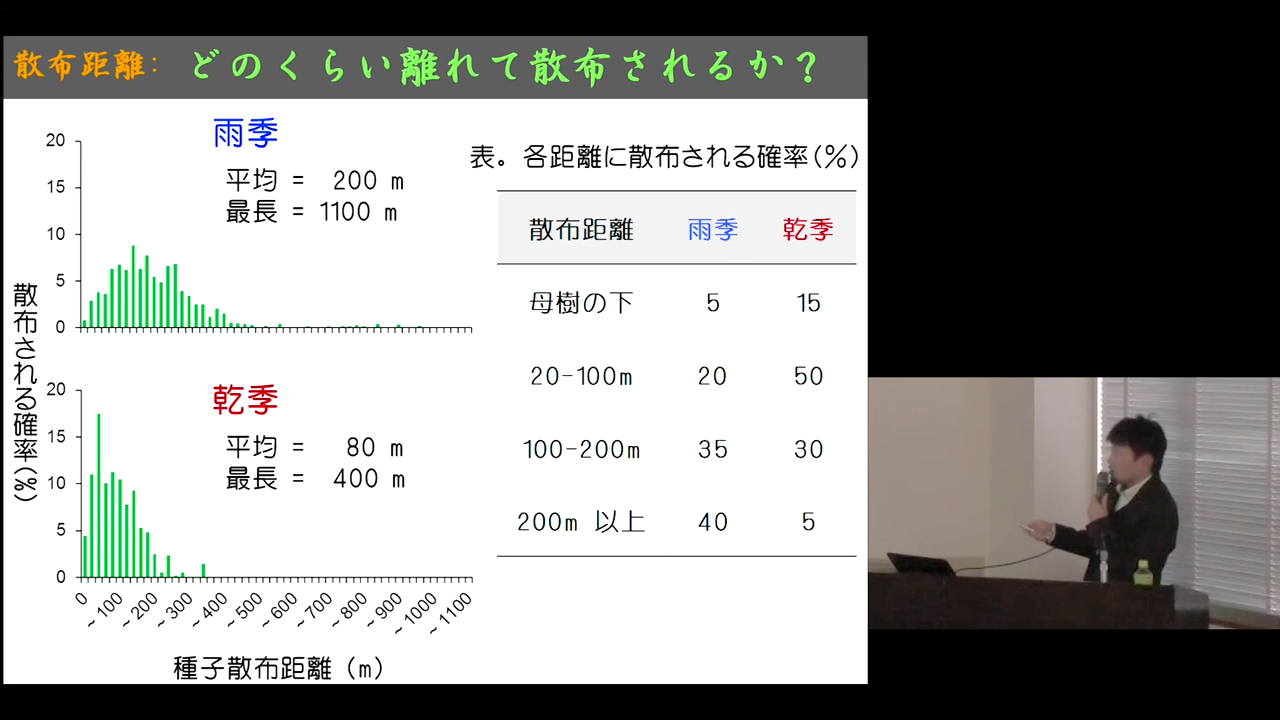 散布距離: どのくらい離れて散布されるか？
雨季
平均 = 200 m
最長 = 1100 m
20
15
10
5
0
散布される確率(%)
乾季
平均 = 80 m
最長 = 400 m
20
15
10
5
0
0
~100
~200
~300
~400
~500
~600
~700
~800
~900
~1000
~1100
種子散布距離 (m)
表。各距離に散布される確率(%)
散布距離 雨季 乾季
母樹の下 5 15
20-100m 20 50
100-200m 35 30
200m 以上 40 5